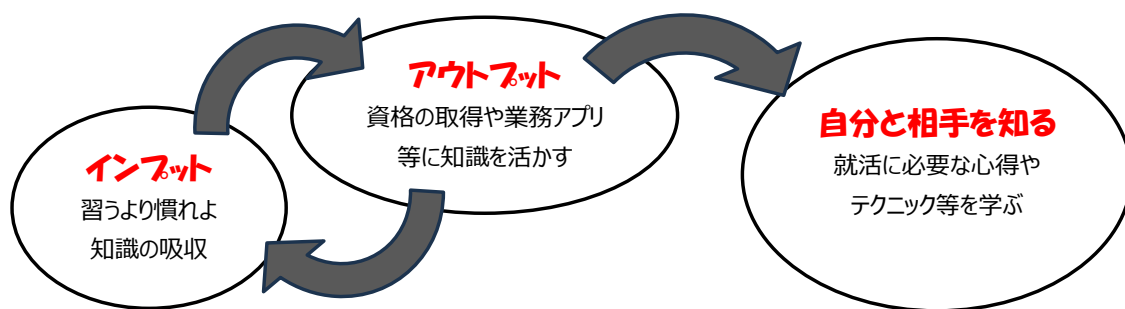 インプット
習うより慣れよ
知識の吸収
アウトプット
資格の取得や業務アプリ
等に知識を活かす
自分と相手を知る
就活に必要な心得や
テクニック等を学ぶ